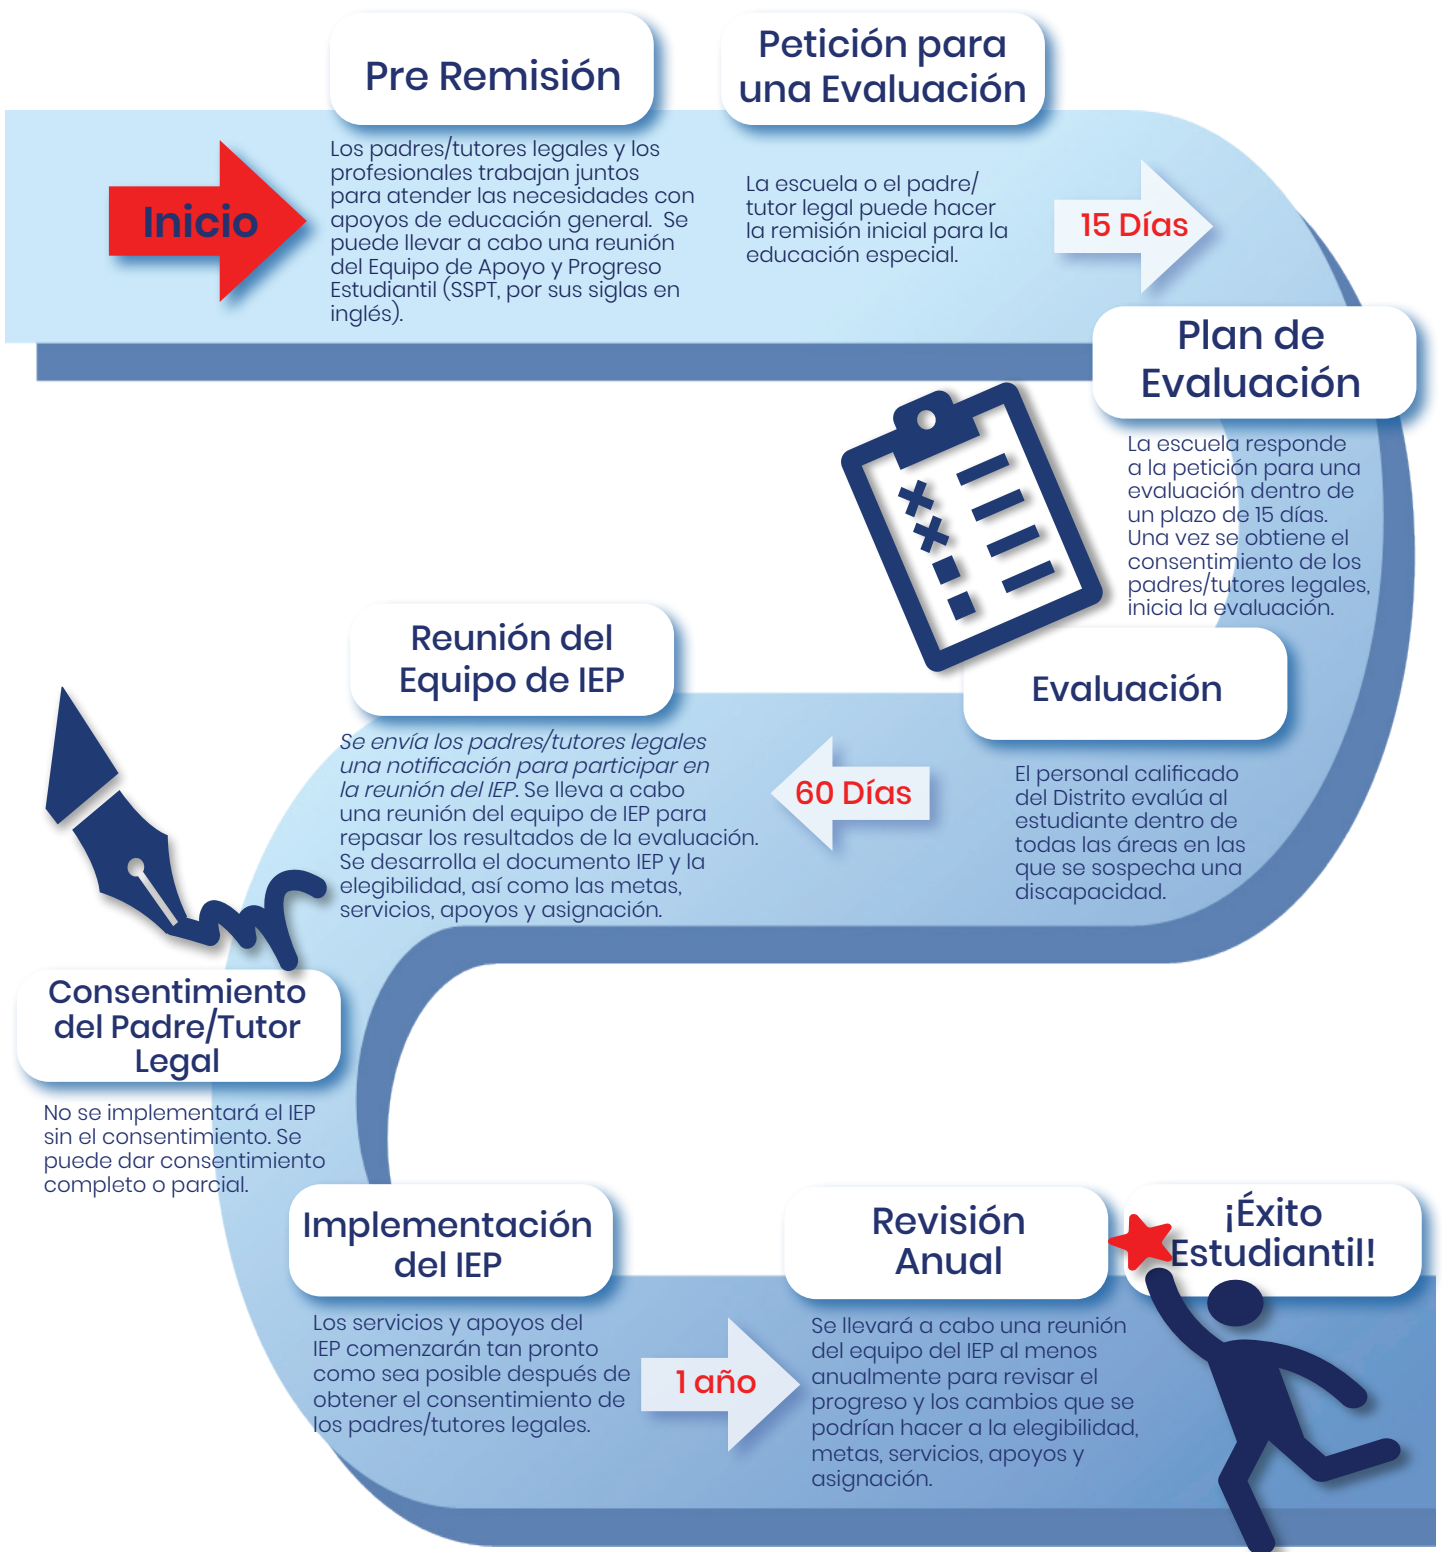 Inicio
Pre Remisión
Los padres/tutores legales y los
profesionales trabajan juntos
para atender las necesidades con
apoyos de educación general.  Se
puede llevar a cabo una reunión
del Equipo de Apoyo y Progreso
Estudiantil (SSPT, por sus siglas en
inglés).
Petición para
una Evaluación
La escuela o el padre/
tutor legal puede hacer
la remisión inicial para la
educación especial.
15 Días
Plan de
Evaluación
La escuela responde
a la petición para una
evaluación dentro de
un plazo de 15 días.
Una vez se obtiene el
consentimiento de los
padres/tutores legales,
inicia la evaluación.
Evaluación
El personal calificado
del Distrito evalúa al
estudiante dentro de
todas las áreas en las
que se sospecha una
discapacidad.
60 Días
Reunión del
Equipo de IEP
Se envía los padres/tutores legales
una notificación para participar en
la reunión del IEP. Se lleva a cabo
una reunión del equipo de IEP para
repasar los resultados de la evaluación.
Se desarrolla el documento IEP y la
elegibilidad, así como las metas,
servicios, apoyos y asignación.
Consentimiento
del Padre/Tutor
Legal
No se implementará el IEP
sin el consentimiento. Se
puede dar consentimiento
completo o parcial.
Implementación
del IEP
Los servicios y apoyos del
IEP comenzarán tan pronto
como sea posible después de
obtener el consentimiento de
los padres/tutores legales.
1 año
Revisión
Anual
Se llevará a cabo una reunión
del equipo del IEP al menos
anualmente para revisar el
progreso y los cambios que se
podrían hacer a la elegibilidad,
metas, servicios, apoyos y
asignación.
¡Éxito
Estudiantil!